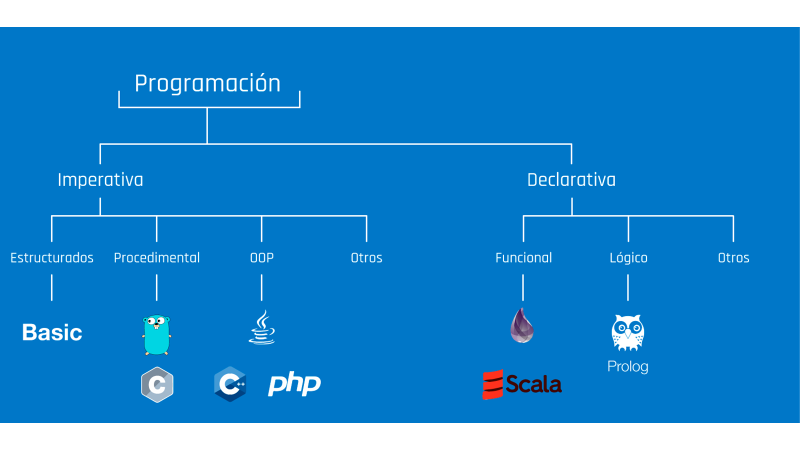 Programación
Imperativa
Declarativa
Estructurados
Procedimental
OOP
Otros
Funcional
Lógico
Otros
Basic
Prolog
C
C++
php
Scala